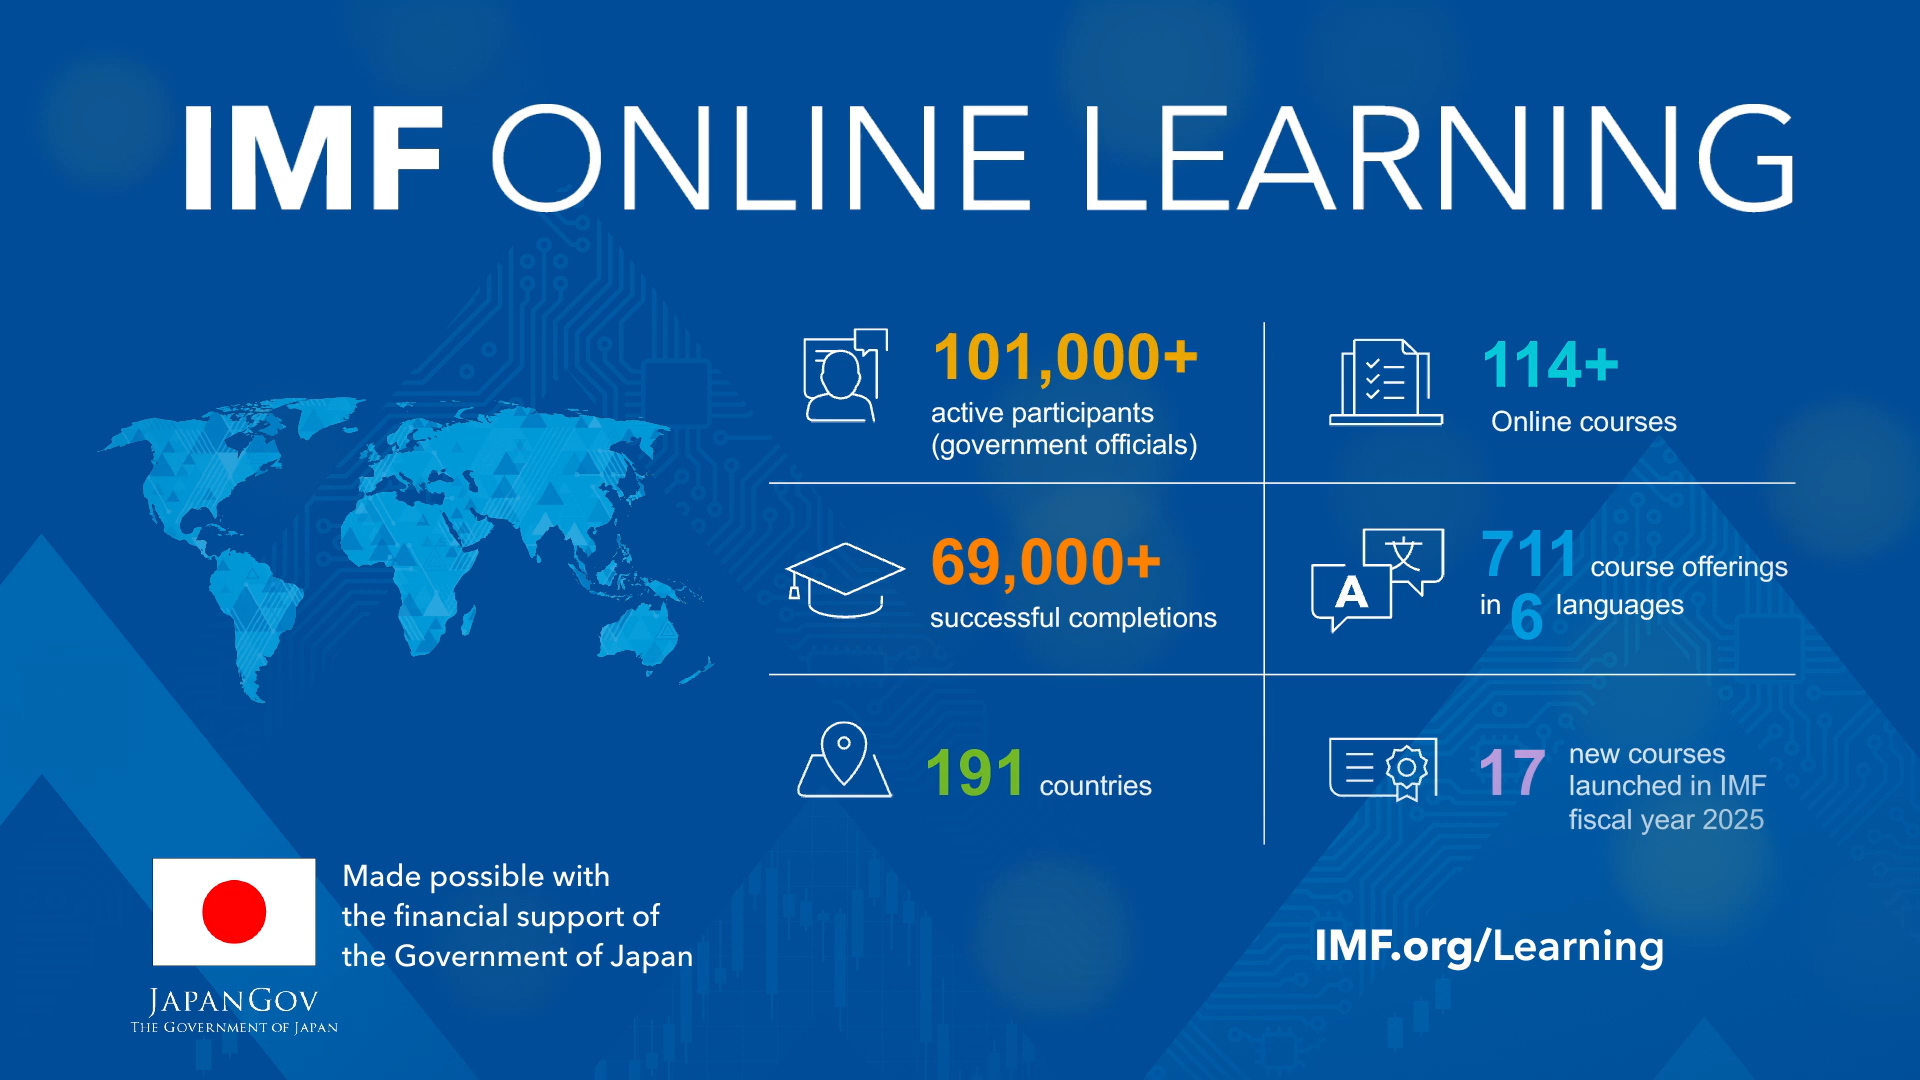 IMF ONLINE LEARNING
101,000+
active participants
(government officials)
114+
Online courses
69,000+
successful completions
A 文
711 course offerings
in 6 languages
191 countries
17 new courses
launched in IMF
fiscal year 2025
Made possible with
the financial support of
the Government of Japan
JAPANGOV
THE GOVERNMENT OF JAPAN
IMF.org/Learning